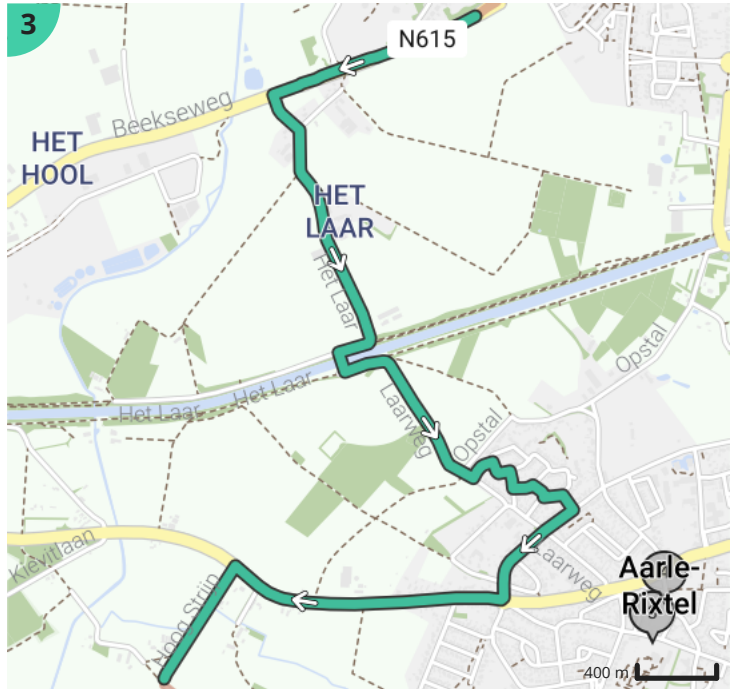 3
N615
Beekseweg
HET
HOOL
HET
LAAR
Het Laar
Opstal
Het Laar
Het Laar
Laarweg
Opstal
Kievitlaan
Laarweg
Aarle-
Rixtel
Hoog Strijp
400 m